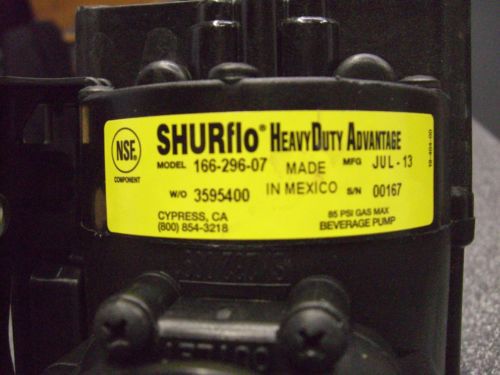 NSF®
COMPONENT
SHURflo® HEAVYDUTY ADVANTAGE
MODEL 166-296-07 MADE IN MEXICO MFG JUL-13
W/O 3595400 S/N 00167
CYPRESS, CA
(800) 854-3218
85 PSI GAS MAX
BEVERAGE PUMP